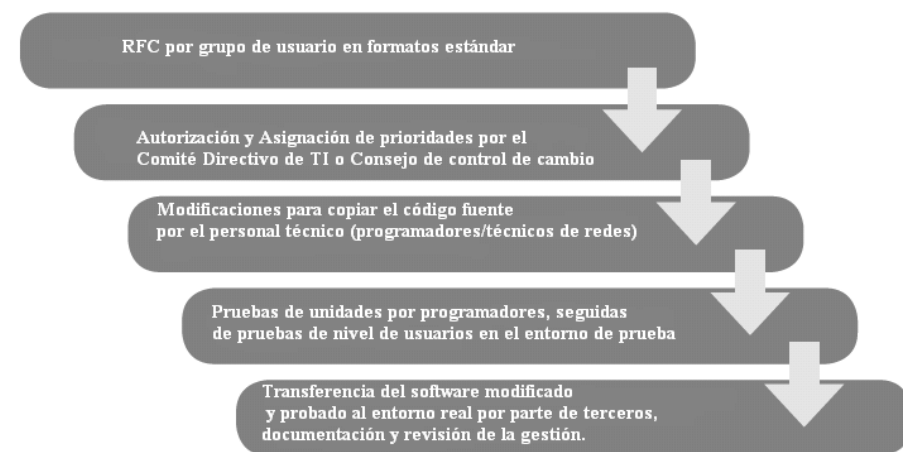 RFC por grupo de usuario en formatos estándar
Autorización y Asignación de prioridades por el
Comité Directivo de TI o Consejo de control de cambio
Modificaciones para copiar el código fuente
por el personal técnico (programadores/técnicos de redes)
Pruebas de unidades por programadores, seguidas
de pruebas de nivel de usuarios en el entorno de prueba
Transferencia del software modificado
y probado al entorno real por parte de terceros,
documentación y revisión de la gestión.